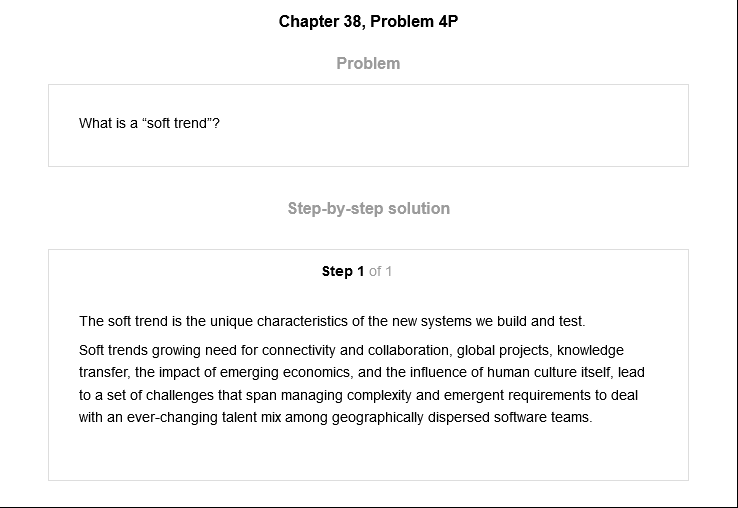 Chapter 38, Problem 4P
Problem
What is a “soft trend”?
Step-by-step solution
Step 1 of 1
The soft trend is the unique characteristics of the new systems we build and test.
Soft trends growing need for connectivity and collaboration, global projects, knowledge
transfer, the impact of emerging economics, and the influence of human culture itself, lead
to a set of challenges that span managing complexity and emergent requirements to deal
with an ever-changing talent mix among geographically dispersed software teams.